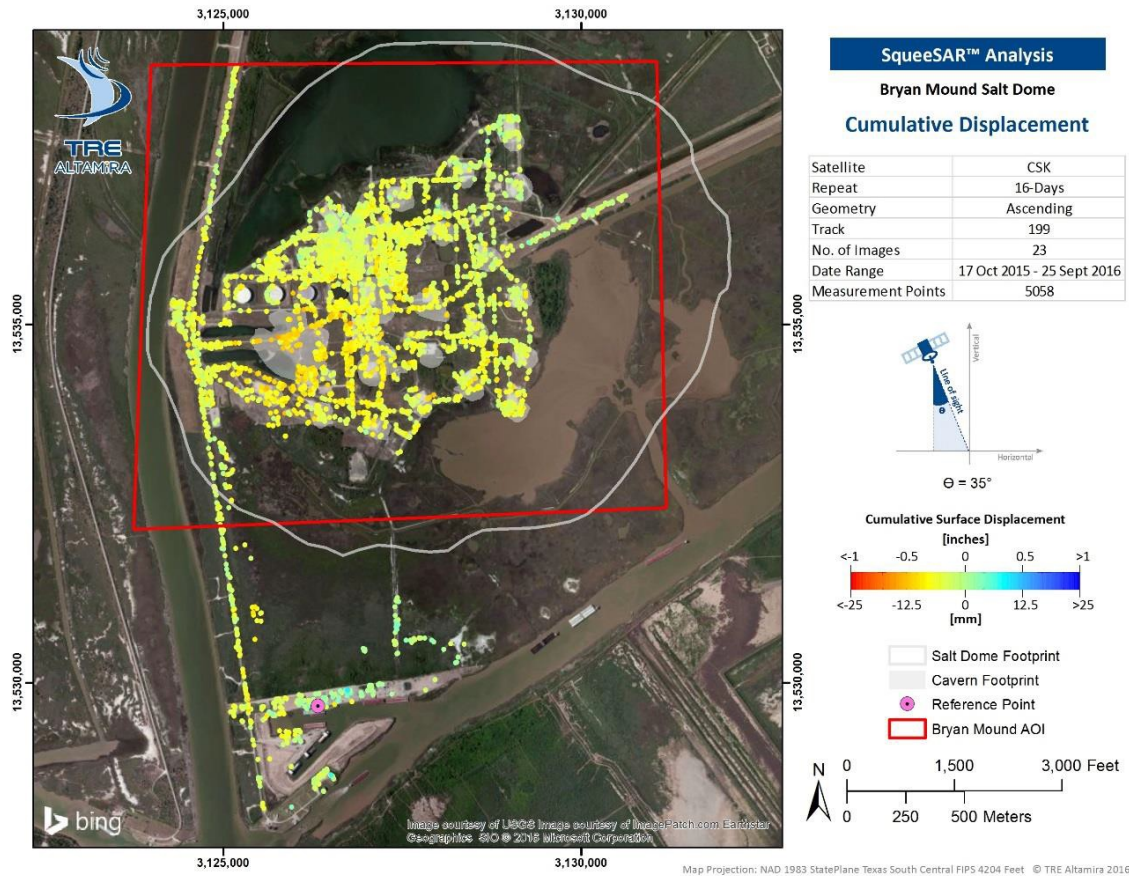 3,125,000
3,130,000
TRE
ALTAMIRA
13,535,000
13,535,000
13,530,000
13,530,000
bing
Image courtesy of USGS Image courtesy of ImagePatch.com Earthstar
Geographics SIO © 2016 Microsoft Corporation
3,125,000
3,130,000
SqueeSAR™ Analysis
Bryan Mound Salt Dome
Cumulative Displacement
Satellite CSK
Repeat 16-Days
Geometry Ascending
Track 199
No. of Images 23
Date Range 17 Oct 2015 - 25 Sept 2016
Measurement Points 5058
Vertical
Line of sight
Θ
Horizontal
Θ = 35°
Cumulative Surface Displacement
[inches]
<-1 -0.5 0 0.5 >1
<-25 -12.5 0 12.5 >25
[mm]
Salt Dome Footprint
Cavern Footprint
Reference Point
Bryan Mound AOI
N
0 1,500 3,000 Feet
0 250 500 Meters
Map Projection: NAD 1983 StatePlane Texas South Central FIPS 4204 Feet © TRE Altamira 2016